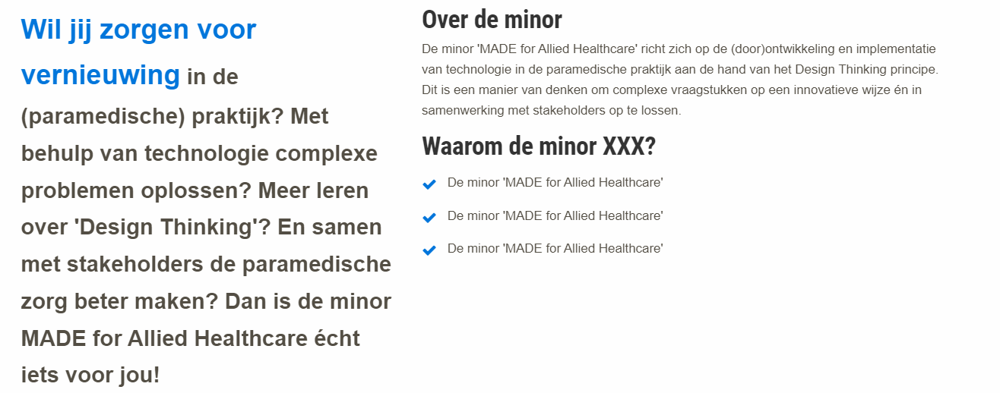 Wil jij zorgen voor
vernieuwing in de
(paramedische) praktijk? Met
behulp van technologie complexe
problemen oplossen? Meer leren
over 'Design Thinking'? En samen
met stakeholders de paramedische
zorg beter maken? Dan is de minor
MADE for Allied Healthcare écht
iets voor jou!
Over de minor
De minor 'MADE for Allied Healthcare' richt zich op de (door)ontwikkeling en implementatie
van technologie in de paramedische praktijk aan de hand van het Design Thinking principe.
Dit is een manier van denken om complexe vraagstukken op een innovatieve wijze én in
samenwerking met stakeholders op te lossen.
Waarom de minor XXX?
De minor 'MADE for Allied Healthcare'
De minor 'MADE for Allied Healthcare'
De minor 'MADE for Allied Healthcare'